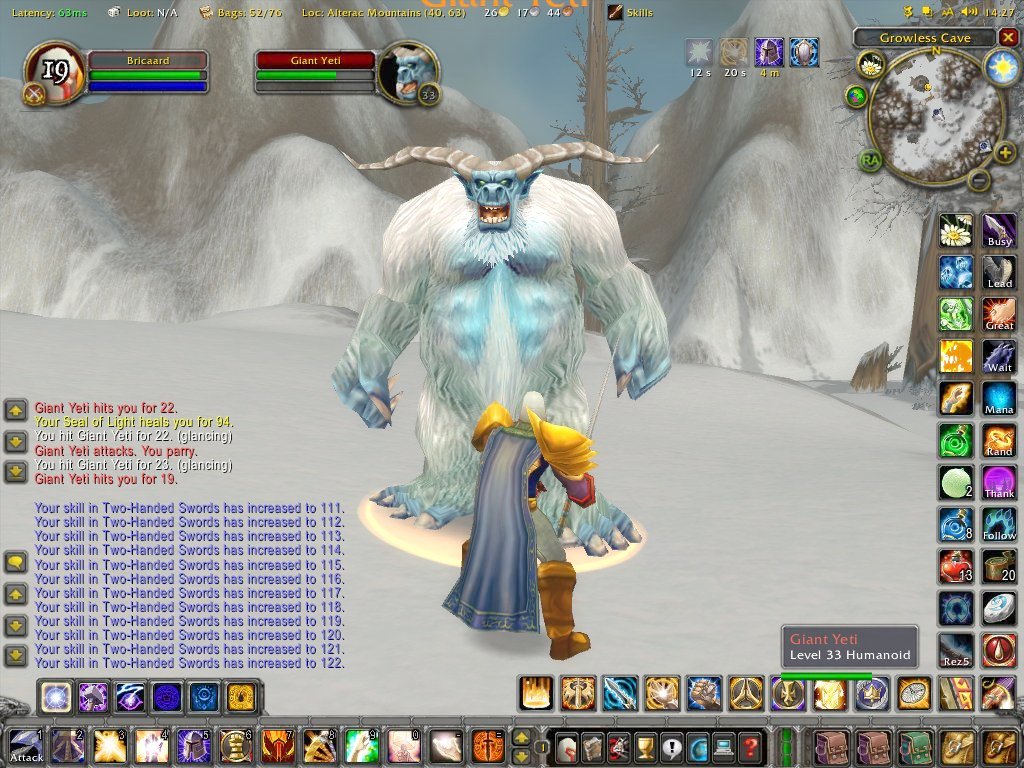 Latency: 63ms Loot: N/A Bags: 52/76 Loc: Alterac Mountains (40, 63) 26 17 44 Skills 14:27
Giant Yeti
Growless Cave
N
19 Bricaard
Giant Yeti 33
12 s 20 s 4 m
RA
Busy
Lead
Great
Wait
Mana
Rand
2 Thank
8 Follow
13 20
Rez5
Giant Yeti hits you for 22.
Your Seal of Light heals you for 94.
You hit Giant Yeti for 22. (glancing)
Giant Yeti attacks. You parry.
You hit Giant Yeti for 23. (glancing)
Giant Yeti hits you for 19.
Your skill in Two-Handed Swords has increased to 111.
Your skill in Two-Handed Swords has increased to 112.
Your skill in Two-Handed Swords has increased to 113.
Your skill in Two-Handed Swords has increased to 114.
Your skill in Two-Handed Swords has increased to 115.
Your skill in Two-Handed Swords has increased to 116.
Your skill in Two-Handed Swords has increased to 117.
Your skill in Two-Handed Swords has increased to 118.
Your skill in Two-Handed Swords has increased to 119.
Your skill in Two-Handed Swords has increased to 120.
Your skill in Two-Handed Swords has increased to 121.
Your skill in Two-Handed Swords has increased to 122.
Giant Yeti
Level 33 Humanoid
1 2 3 4 5 6 7 8 9 0 - =
Attack
1